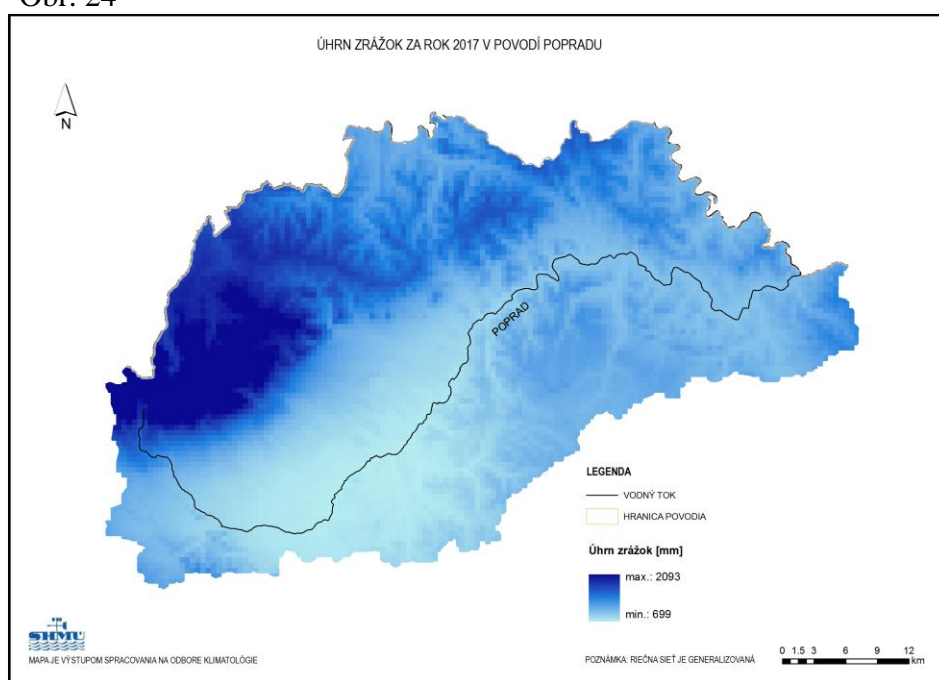 Obr. 24
ÚHRN ZRÁŽOK ZA ROK 2017 V POVODÍ POPRADU
N
POPRAD
LEGENDA
VODNÝ TOK
HRANICA POVODIA
Úhrn zrážok [mm]
max.: 2093
min.: 699
SHMÚ
MAPA JE VÝSTUPOM SPRACOVANIA NA ODBORE KLIMATOLÓGIE
POZNÁMKA: RIEČNA SIEŤ JE GENERALIZOVANÁ
0 1.5 3 6 9 12
km